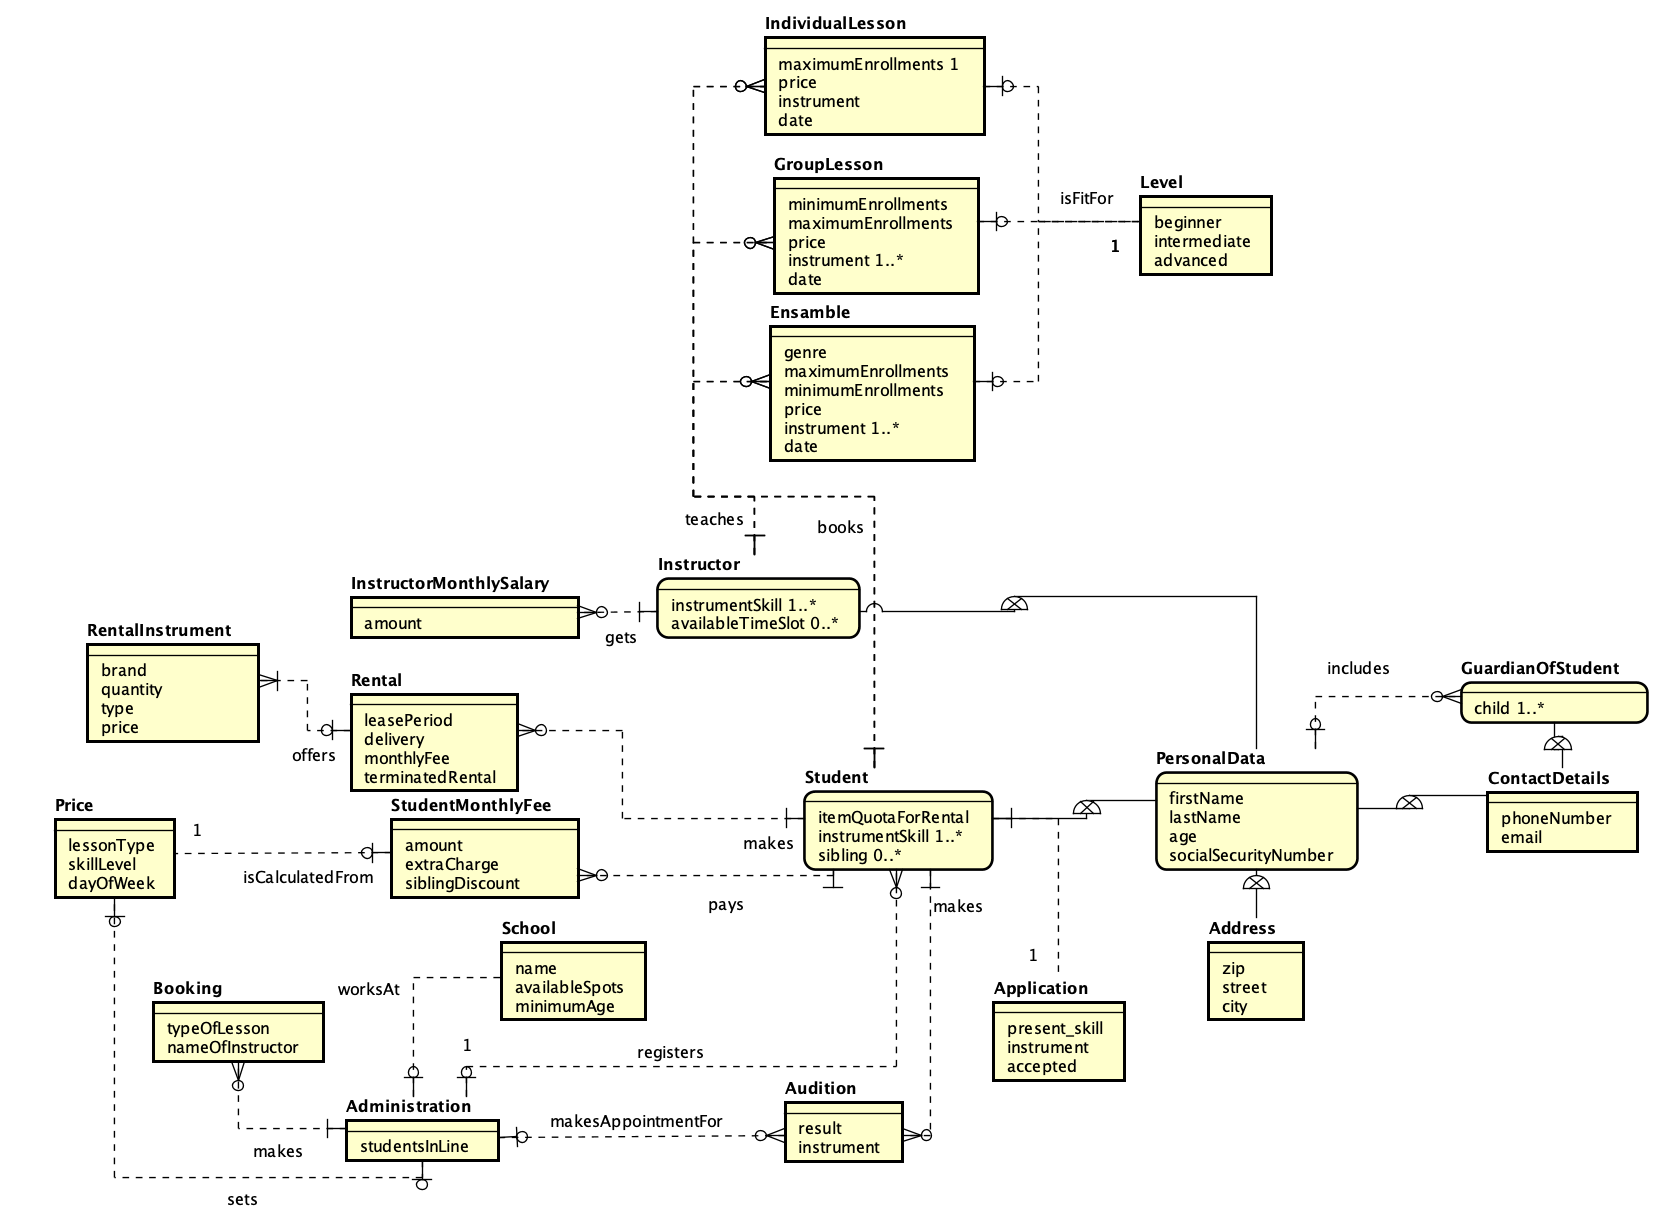 IndividualLesson
maximumEnrollments 1
price
instrument
date
GroupLesson
minimumEnrollments
maximumEnrollments
price
instrument 1..*
date
isFitFor
1
Level
beginner
intermediate
advanced
Ensamble
genre
maximumEnrollments
minimumEnrollments
price
instrument 1..*
date
teaches
books
Instructor
instrumentSkill 1..*
availableTimeSlot 0..*
InstructorMonthlySalary
amount
gets
RentalInstrument
brand
quantity
type
price
offers
Rental
leasePeriod
delivery
monthlyFee
terminatedRental
includes
GuardianOfStudent
child 1..*
Student
itemQuotaForRental
instrumentSkill 1..*
sibling 0..*
makes
PersonalData
firstName
lastName
age
socialSecurityNumber
ContactDetails
phoneNumber
email
Price
lessonType
skillLevel
dayOfWeek
1
isCalculatedFrom
StudentMonthlyFee
amount
extraCharge
siblingDiscount
pays
makes
Address
zip
street
city
School
name
availableSpots
minimumAge
worksAt
1
Application
present_skill
instrument
accepted
Booking
typeOfLesson
nameOfInstructor
1
registers
Administration
studentsInLine
makesAppointmentFor
Audition
result
instrument
makes
sets